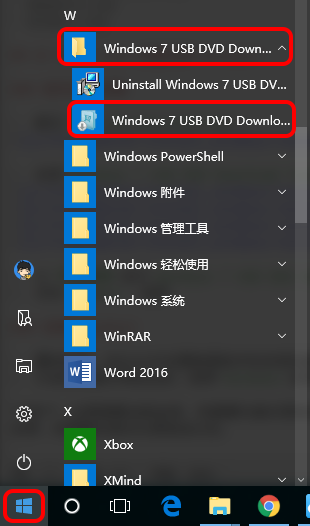 W
Windows 7 USB DVD Down...
Uninstall Windows 7 USB DV...
Windows 7 USB DVD Downlo...
Windows PowerShell
Windows 附件
Windows 管理工具
Windows 轻松使用
Windows 系统
WinRAR
Word 2016
X
Xbox
XMind